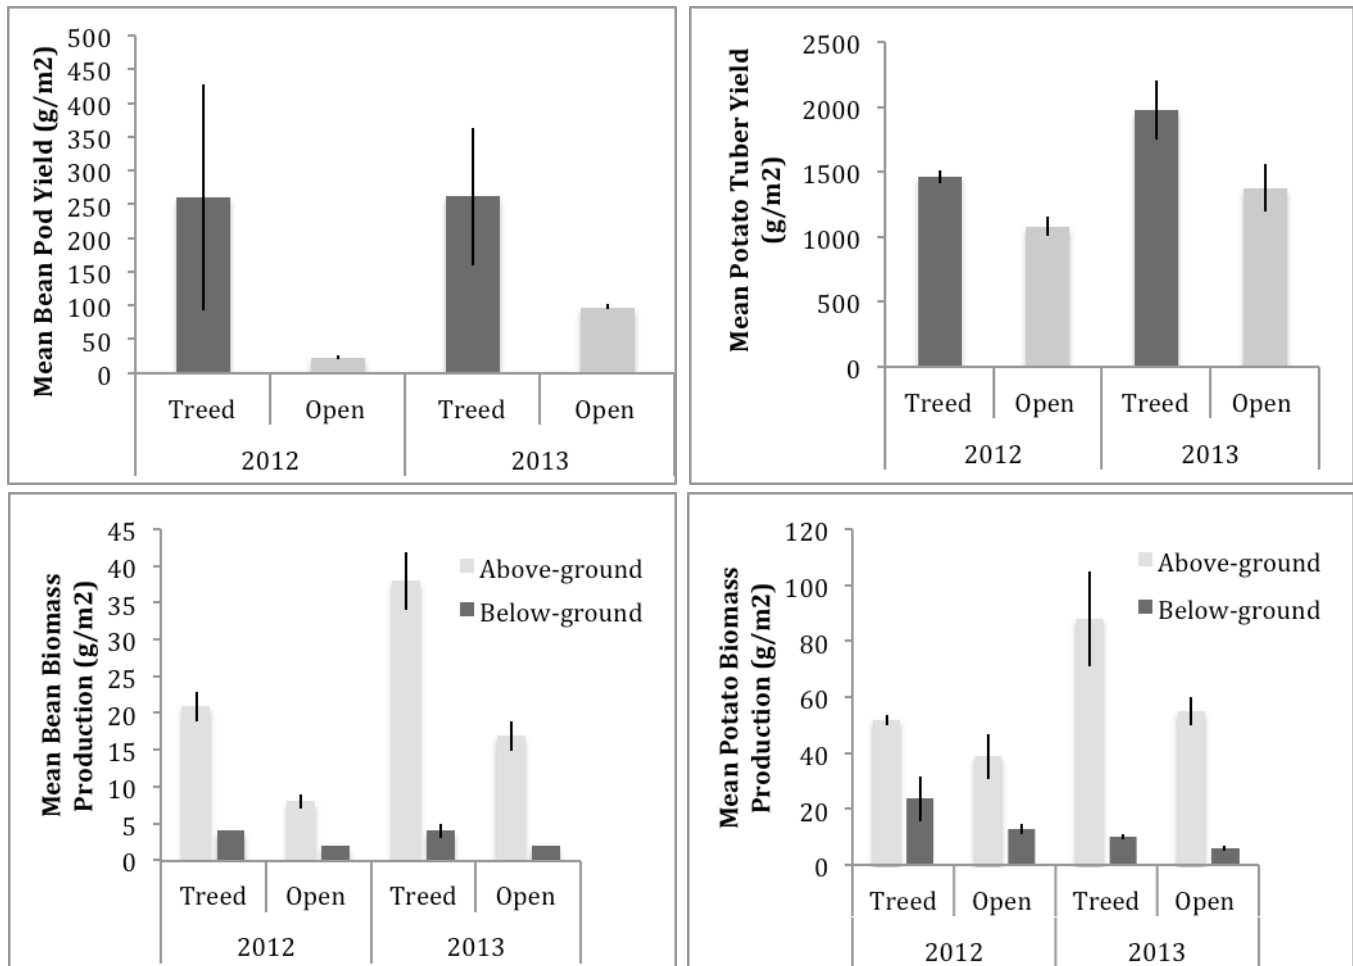 Mean Bean Pod Yield (g/m2)
500
450
400
350
300
250
200
150
100
50
0
Treed Open Treed Open
2012 2013
Mean Potato Tuber Yield
(g/m2)
2500
2000
1500
1000
500
0
Treed Open Treed Open
2012 2013
Mean Bean Biomass
Production (g/m2)
45
40
35
30
25
20
15
10
5
0
Above-ground
Below-ground
Treed Open Treed Open
2012 2013
Mean Potato Biomass
Production (g/m2)
120
100
80
60
40
20
0
Above-ground
Below-ground
Treed Open Treed Open
2012 2013